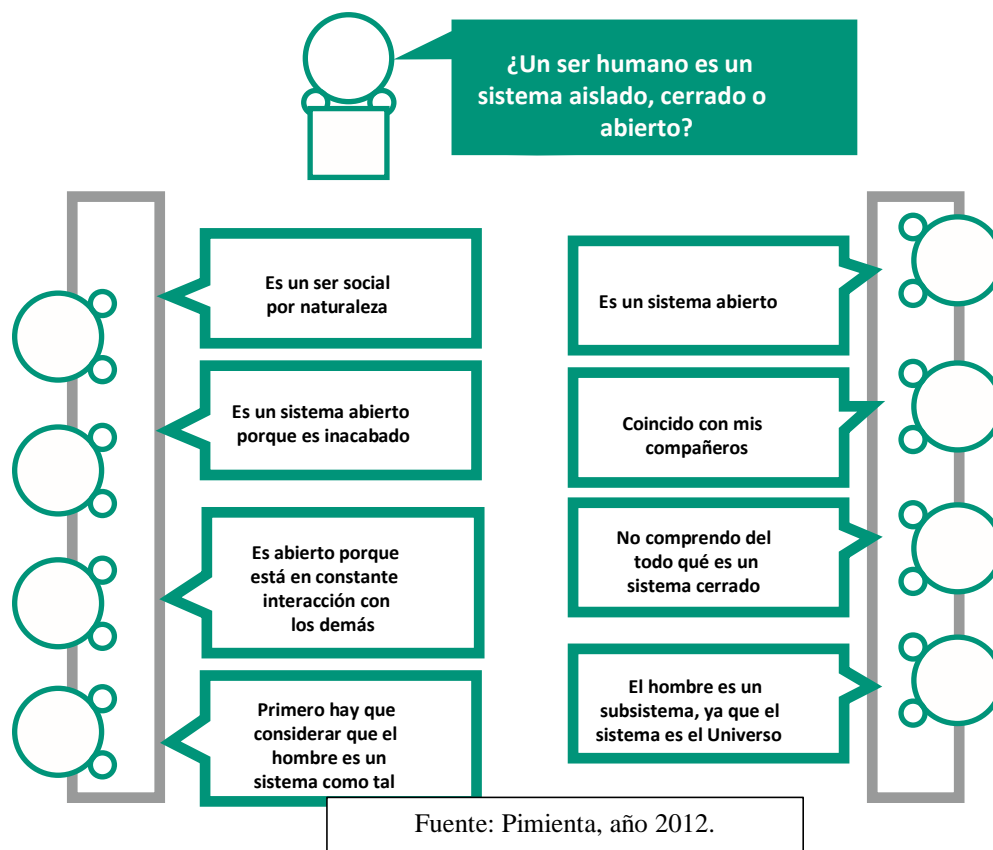 ¿Un ser humano es un
sistema aislado, cerrado o
abierto?
Es un ser social
por naturaleza
Es un sistema abierto
porque es inacabado
Es abierto porque
está en constante
interacción con
los demás
Primero hay que
considerar que el
hombre es un
sistema como tal
Es un sistema abierto
Coincido con mis
compañeros
No comprendo del
todo qué es un
sistema cerrado
El hombre es un
subsistema, ya que el
sistema es el Universo
Fuente: Pimienta, año 2012.